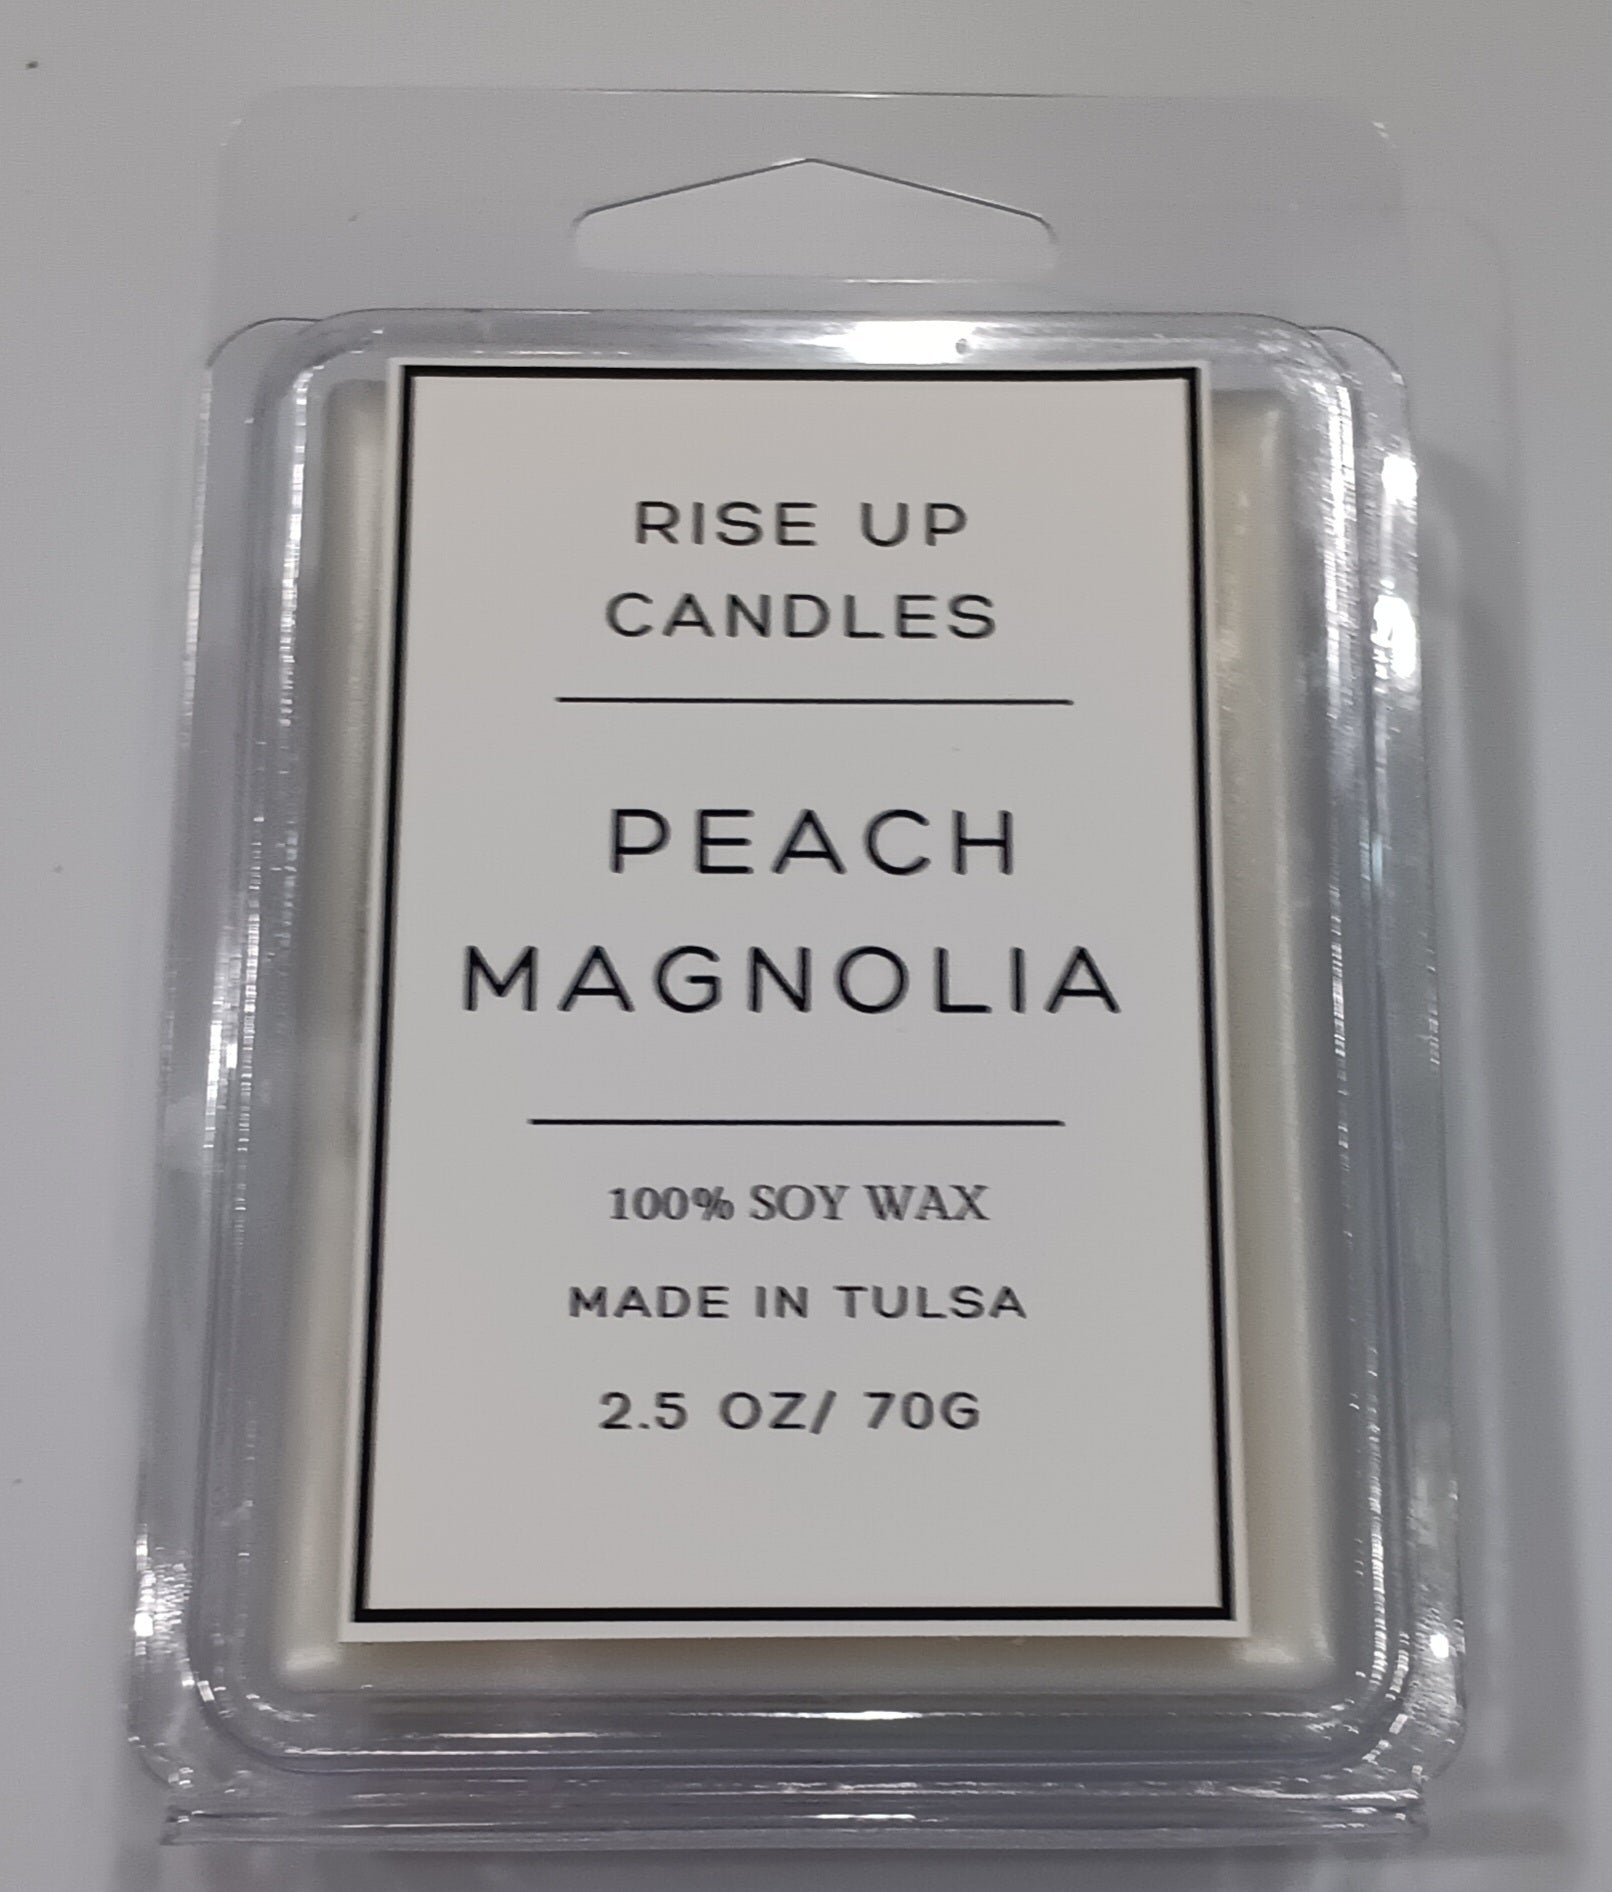 RISE UP
CANDLES
PEACH
MAGNOLIA
100% SOY WAX
MADE IN TULSA
2.5 OZ/ 70G